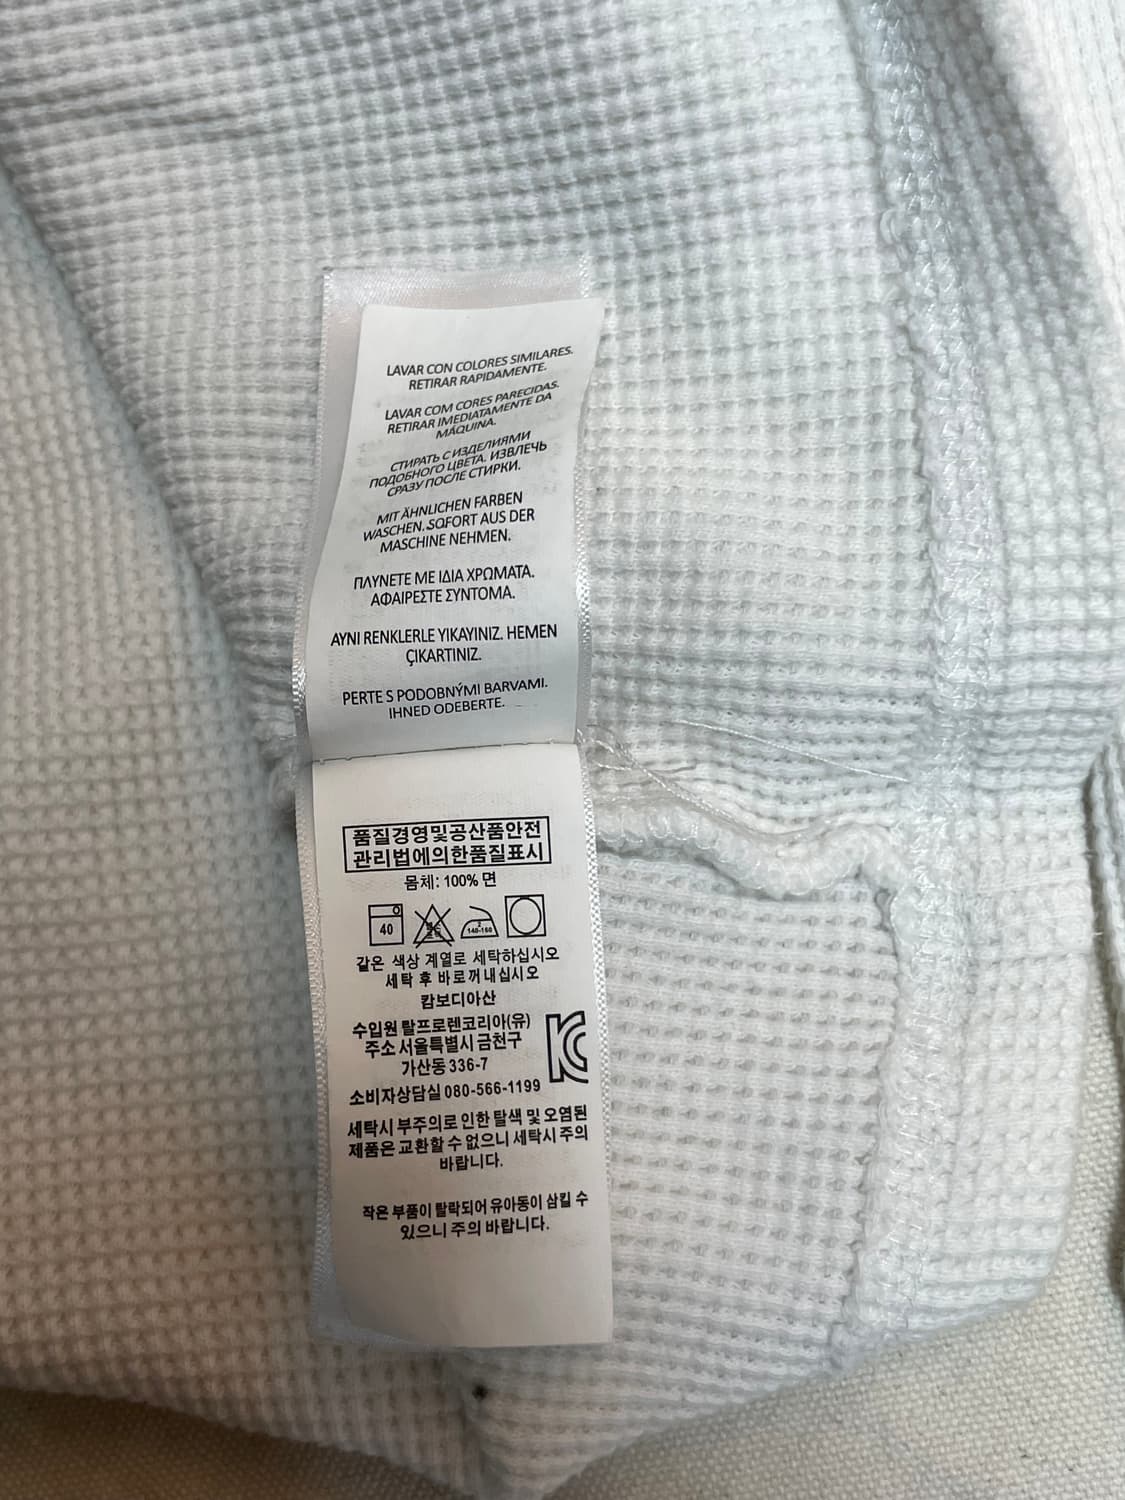 LAVAR CON COLORES SIMILARES.
RETIRAR RAPIDAMENTE.
LAVAR COM CORES PARECIDAS.
RETIRAR IMEDIATAMENTE DA
MÁQUINA.
СТИРАТЬ С ИЗДЕЛИЯМИ
ПОДОБНОГО ЦВЕТА. ИЗВЛЕЧЬ
СРАЗУ ПОСЛЕ СТИРКИ.
MIT ÄHNLICHEN FARBEN
WASCHEN. SOFORT AUS DER
MASCHINE NEHMEN.
ΠΛΥΝΕΤΕ ΜΕ ΙΔΙΑ ΧΡΩΜΑΤΑ.
ΑΦΑΙΡΕΣΤΕ ΣΥΝΤΟΜΑ.
AYNI RENKLERLE YIKAYINIZ. HEMEN
ÇIKARTINIZ.
PERTE S PODOBNÝMI BARVAMI.
IHNED ODEBERTE.
품질경영및공산품안전
관리법에의한품질표시
몸체: 100% 면
40
140-160
같은 색상 계열로 세탁하십시오
세탁 후 바로꺼내십시오
캄보디아산
수입원 랄프로렌코리아(유)
주소 서울특별시 금천구
가산동 336-7
소비자상담실 080-566-1199
세탁시 부주의로 인한 탈색 및 오염된
제품은 교환할 수 없으니 세탁시 주의
바랍니다.
작은 부품이 탈락되어 유아동이 삼킬 수
있으니 주의 바랍니다.